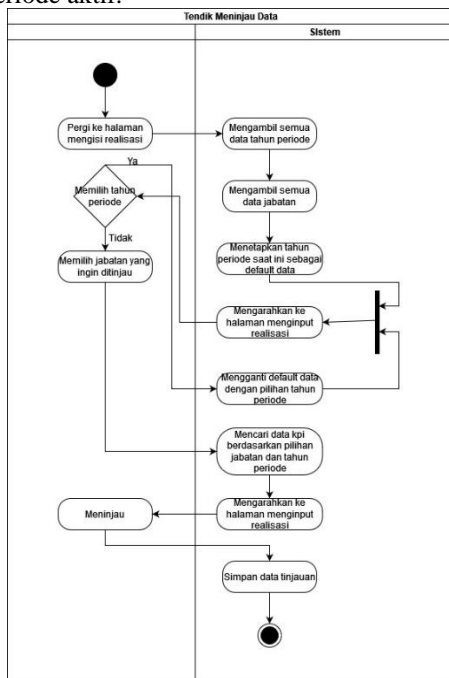 eriode aktif.
Tendik Meninjau Data
Sistem
Pergi ke halaman
mengisi realisasi
Mengambil semua
data tahun periode
Ya
Memilih tahun
periode
Mengambil semua
data jabatan
Tidak
Memilih jabatan yang
ingin ditinjau
Menetapkan tahun
periode saat ini sebagai
default data
Mengarahkan ke
halaman menginput
realisasi
Mengganti default data
dengan pilihan tahun
periode
Mencari data kpi
berdasarkan pilihan
jabatan dan tahun
periode
Meninjau
Mengarahkan ke
halaman menginput
realisasi
Simpan data tinjauan